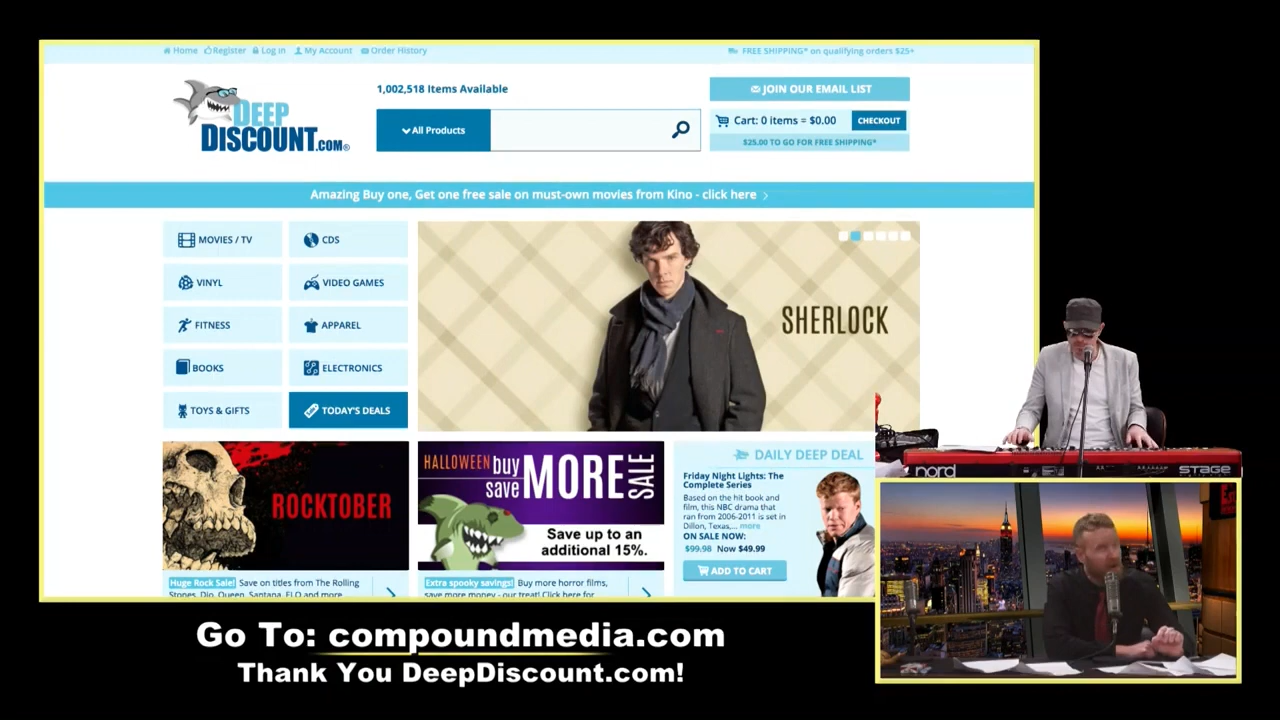 Home Register Log in My Account Order History
FREE SHIPPING* on qualifying orders $25+
DEEP
DISCOUNT.COM®
1,002,518 Items Available
All Products
JOIN OUR EMAIL LIST
Cart: 0 items = $0.00 CHECKOUT
$25.00 TO GO FOR FREE SHIPPING*
Amazing Buy one, Get one free sale on must-own movies from Kino - click here >
MOVIES / TV
CDS
VINYL
VIDEO GAMES
FITNESS
APPAREL
BOOKS
ELECTRONICS
TOYS & GIFTS
TODAY'S DEALS
SHERLOCK
ROCKTOBER
Huge Rock Sale! Save on titles from The Rolling
Stones, Dio, Queen, Santana, ELO and more
HALLOWEEN buy
save MORE SALE
Save up to an
additional 15%.
Extra spooky savings! Buy more horror films,
save more money - our treat! Click here for
DAILY DEEP DEAL
Friday Night Lights: The
Complete Series
Based on the hit book and
film, this NBC drama that
ran from 2006-2011 is set in
Dillon, Texas,... more
ON SALE NOW:
$99.98 Now $49.99
ADD TO CART
nord STAGE
Go To: compoundmedia.com
Thank You DeepDiscount.com!